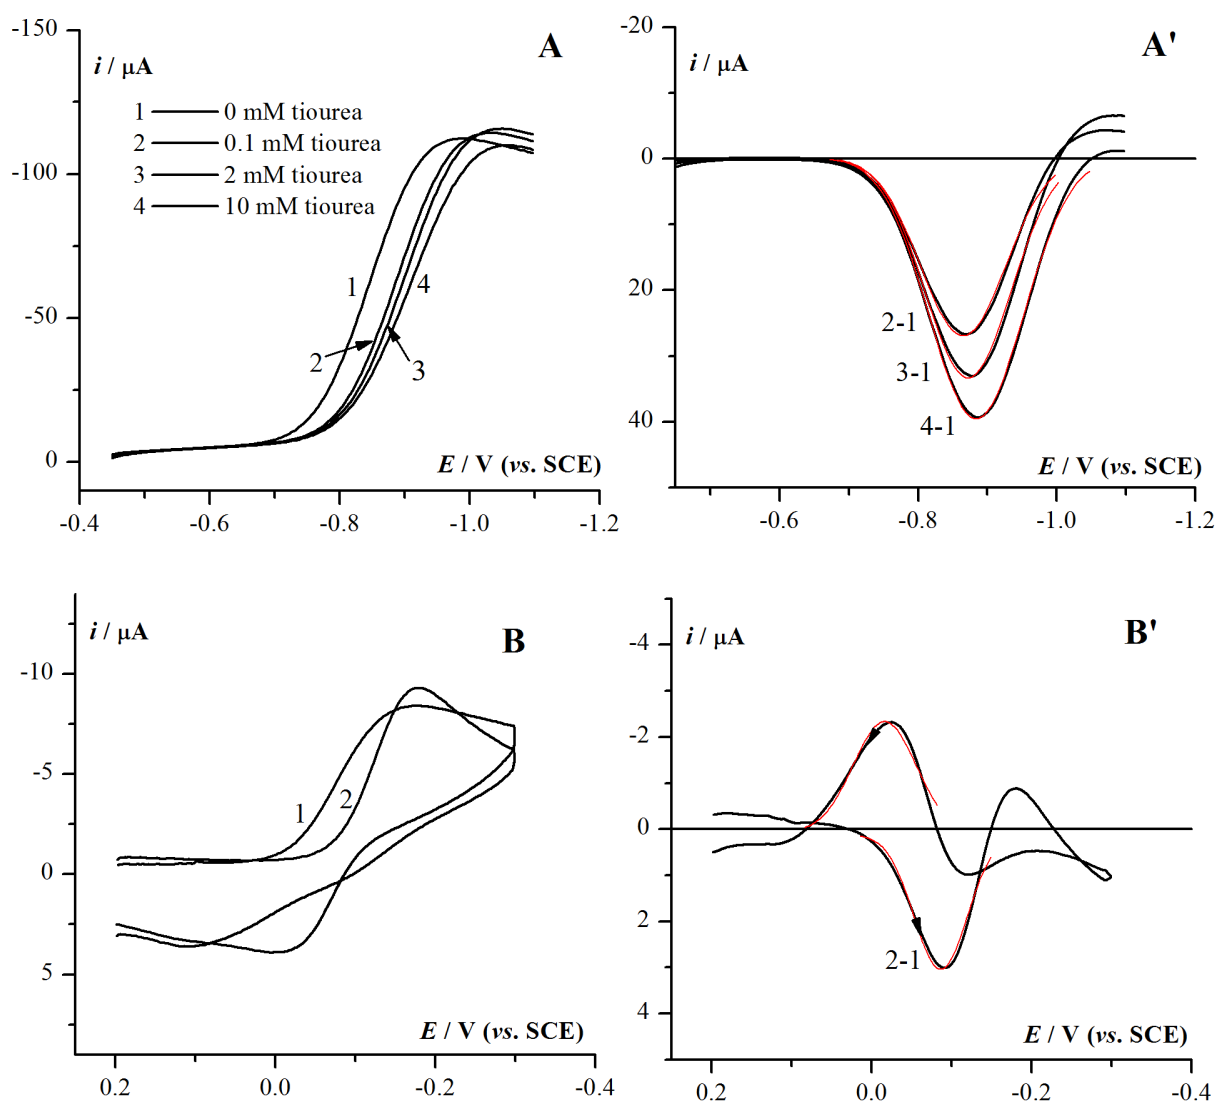 -150
-100
-50
0
i / µA
A
1 0 mM tiourea
2 0.1 mM tiourea
3 2 mM tiourea
4 10 mM tiourea
1
4
2
3
E / V (vs. SCE)
-0.4 -0.6 -0.8 -1.0 -1.2
-20
0
20
40
i / µA
A'
2-1
3-1
4-1
E / V (vs. SCE)
-0.6 -0.8 -1.0 -1.2
-10
-5
0
5
i / µA
B
1
2
E / V (vs. SCE)
0.2 0.0 -0.2 -0.4
-4
-2
0
2
4
i / µA
B'
2-1
E / V (vs. SCE)
0.2 0.0 -0.2 -0.4